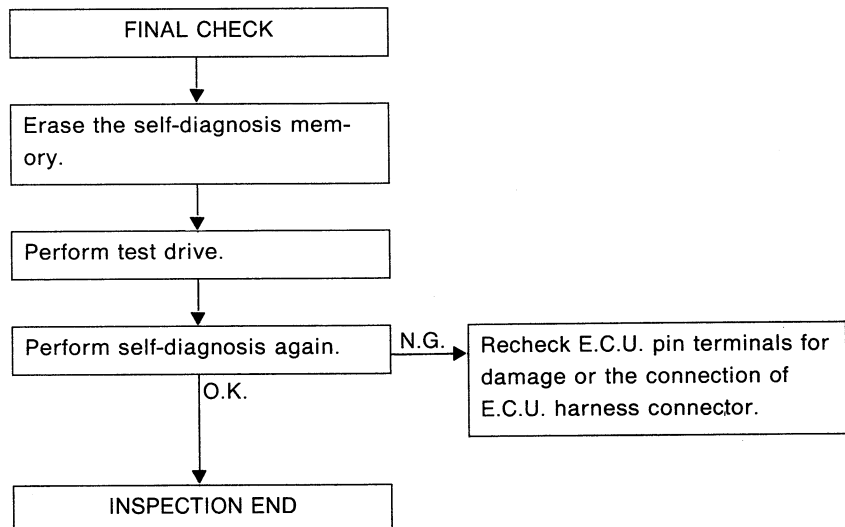 FINAL CHECK
Erase the self-diagnosis mem-
ory.
Perform test drive.
Perform self-diagnosis again.
N.G.
Recheck E.C.U. pin terminals for
damage or the connection of
E.C.U. harness connector.
O.K.
INSPECTION END